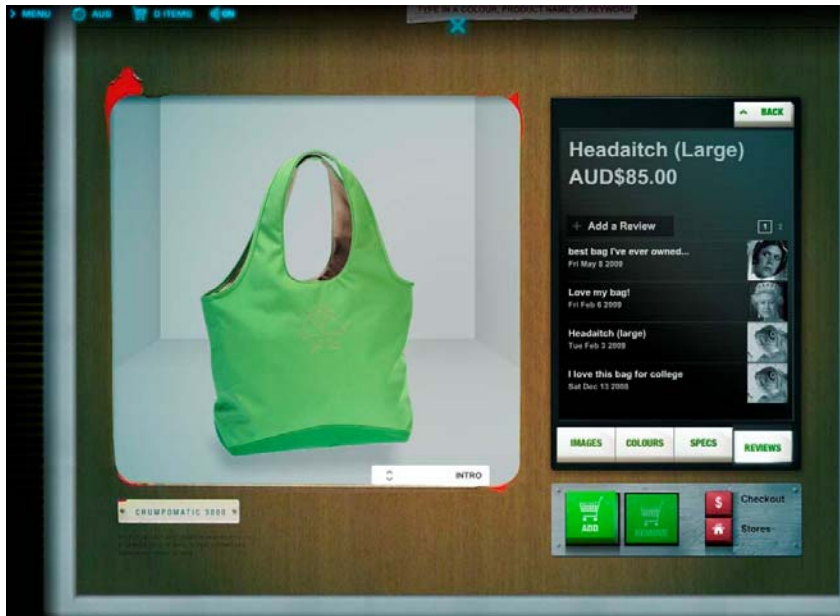 > MENU
AUS
0 ITEMS
ON
TYPE IN A COLOUR, PRODUCT NAME OR KEYWORD
X
BACK
Headaitch (Large)
AUD$85.00
+ Add a Review
1
best bag I've ever owned...
Fri May 8 2009
Love my bag!
Fri Feb 6 2009
Headaitch (large)
Tue Feb 3 2009
I love this bag for college
Sat Dec 13 2008
IMAGES
COLOURS
SPECS
REVIEWS
INTRO
CRUMPOMATIC 3000
ADD
REMOVE
$
Checkout
Stores